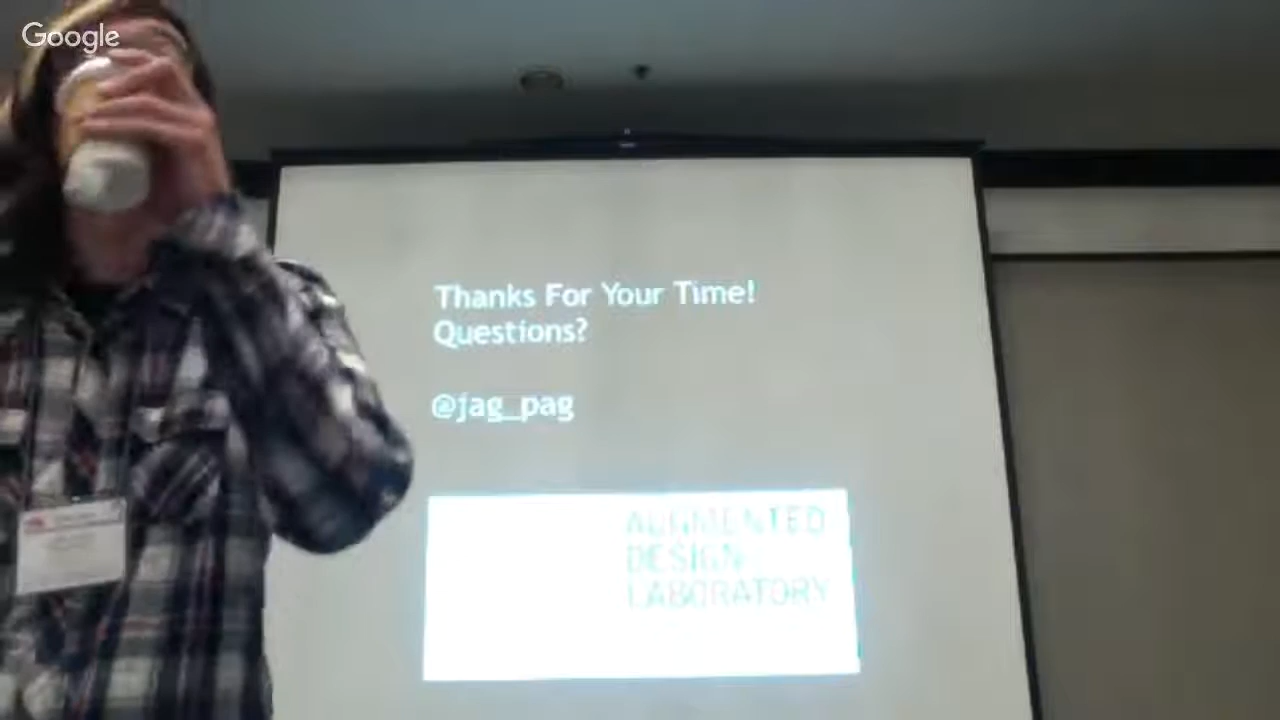 Google
Thanks For Your Time!
Questions?
@jag_pag
AUGMENTED
DESIGN
LABORATORY